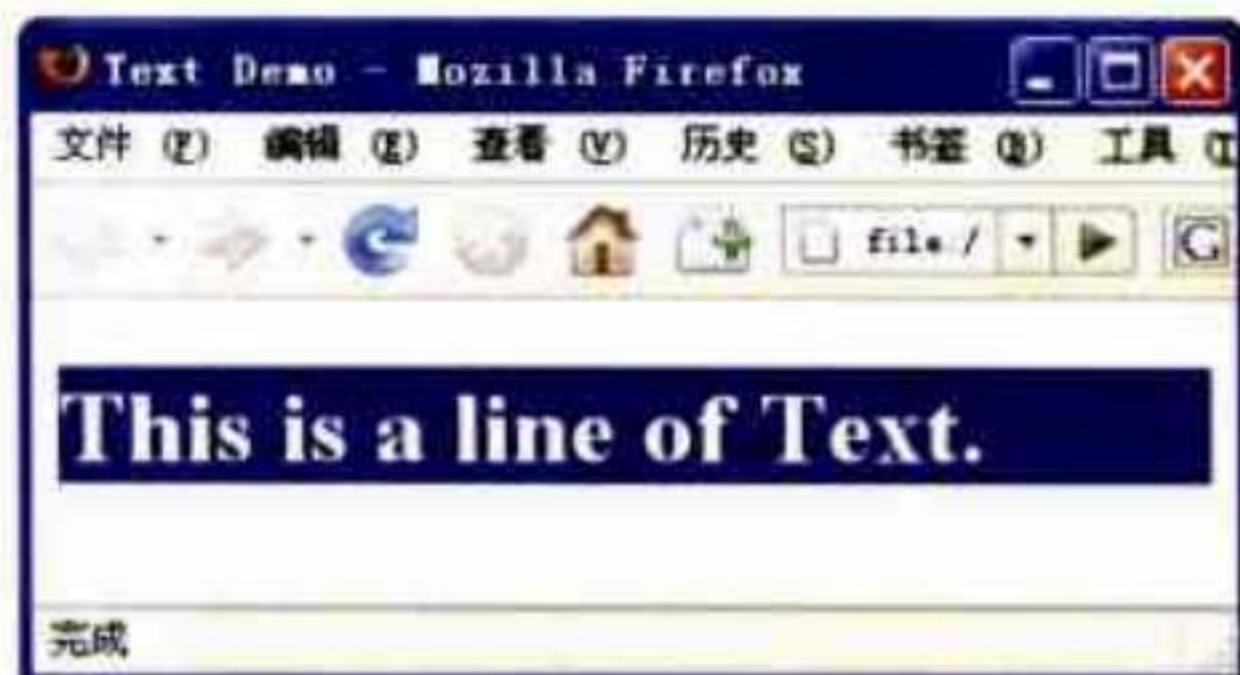 Text Demo - Mozilla Firefox
文件 (F) 编辑 (E) 查看 (V) 历史 (S) 书签 (B) 工具 (T
file / G
This is a line of Text.
完成